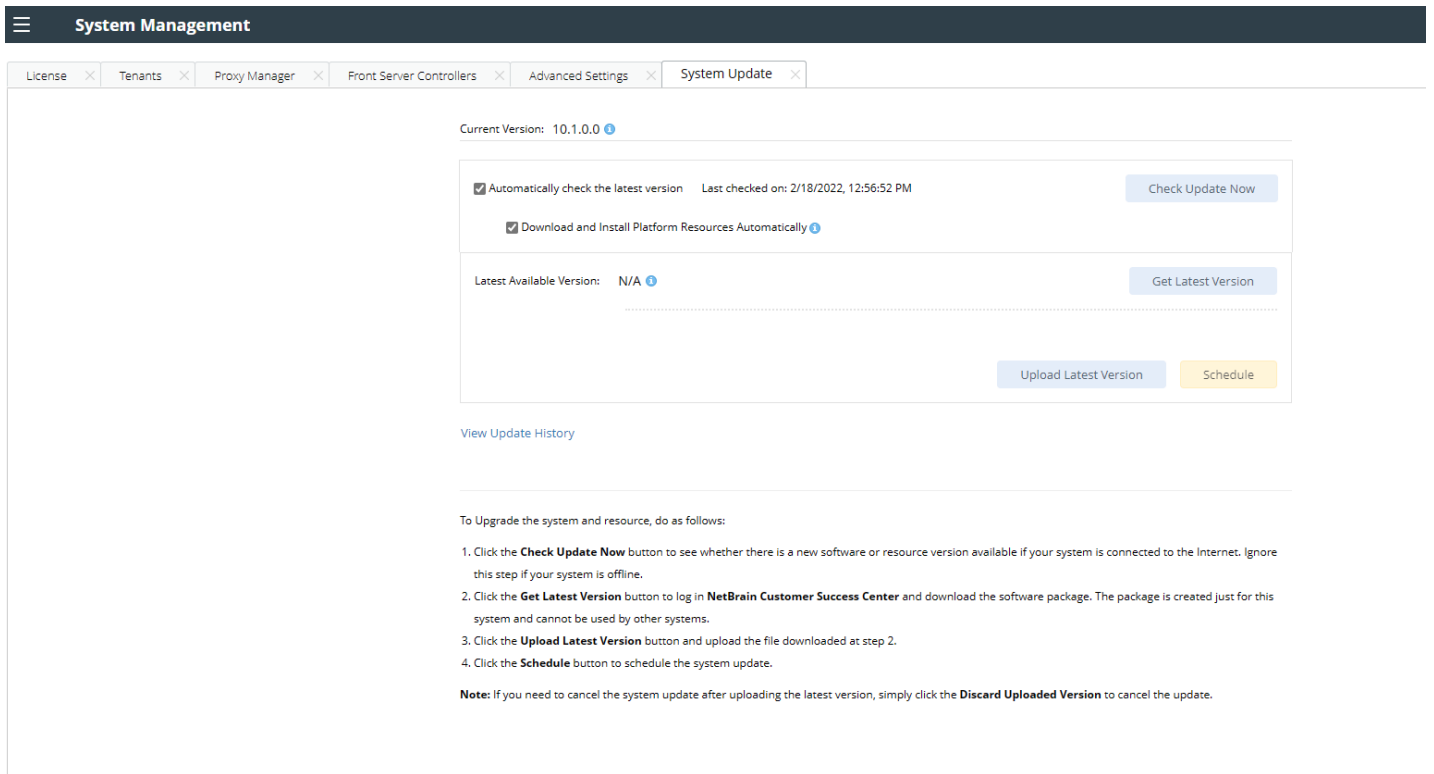 System Management
License
Tenants
Proxy Manager
Front Server Controllers
Advanced Settings
System Update
Current Version: 10.1.0.0
Automatically check the latest version Last checked on: 2/18/2022, 12:56:52 PM
Check Update Now
Download and Install Platform Resources Automatically
Latest Available Version: N/A
Get Latest Version
Upload Latest Version
Schedule
View Update History
To Upgrade the system and resource, do as follows:
1. Click the Check Update Now button to see whether there is a new software or resource version available if your system is connected to the Internet. Ignore
this step if your system is offline.
2. Click the Get Latest Version button to log in NetBrain Customer Success Center and download the software package. The package is created just for this
system and cannot be used by other systems.
3. Click the Upload Latest Version button and upload the file downloaded at step 2.
4. Click the Schedule button to schedule the system update.
Note: If you need to cancel the system update after uploading the latest version, simply click the Discard Uploaded Version to cancel the update.